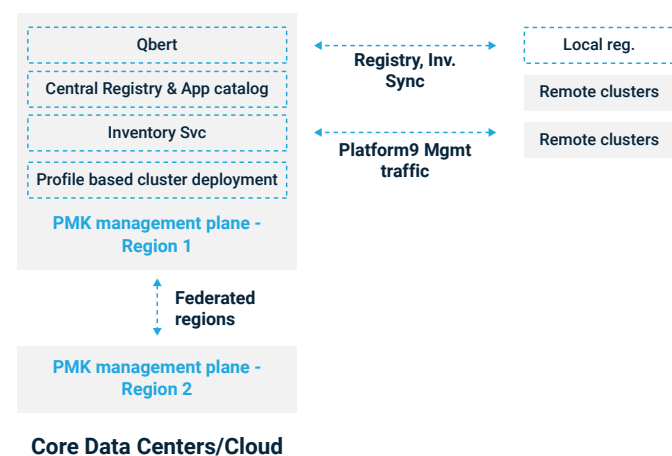 Qbert
Central Registry & App catalog
Inventory Svc
Profile based cluster deployment
PMK management plane -
Region 1
Registry, Inv.
Sync
Platform9 Mgmt
traffic
Local reg.
Remote clusters
Remote clusters
Federated
regions
PMK management plane -
Region 2
Core Data Centers/Cloud